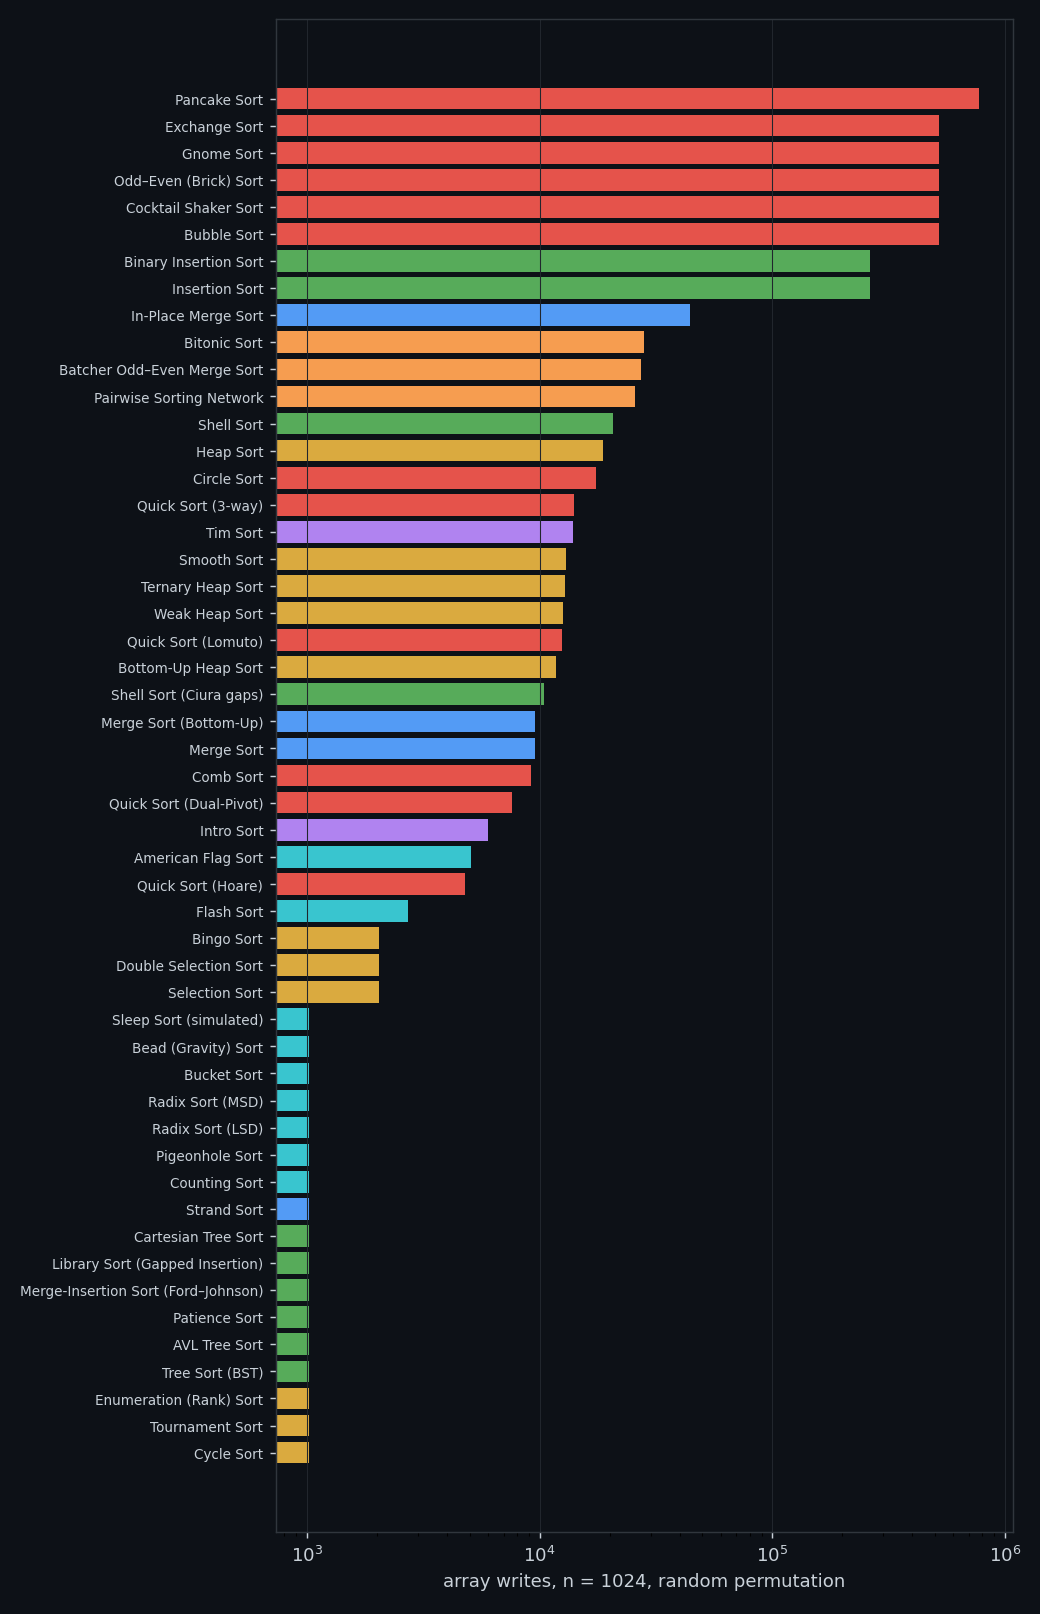 Pancake Sort
Exchange Sort
Gnome Sort
Odd–Even (Brick) Sort
Cocktail Shaker Sort
Bubble Sort
Binary Insertion Sort
Insertion Sort
In-Place Merge Sort
Bitonic Sort
Batcher Odd–Even Merge Sort
Pairwise Sorting Network
Shell Sort
Heap Sort
Circle Sort
Quick Sort (3-way)
Tim Sort
Smooth Sort
Ternary Heap Sort
Weak Heap Sort
Quick Sort (Lomuto)
Bottom-Up Heap Sort
Shell Sort (Ciura gaps)
Merge Sort (Bottom-Up)
Merge Sort
Comb Sort
Quick Sort (Dual-Pivot)
Intro Sort
American Flag Sort
Quick Sort (Hoare)
Flash Sort
Bingo Sort
Double Selection Sort
Selection Sort
Sleep Sort (simulated)
Bead (Gravity) Sort
Bucket Sort
Radix Sort (MSD)
Radix Sort (LSD)
Pigeonhole Sort
Counting Sort
Strand Sort
Cartesian Tree Sort
Library Sort (Gapped Insertion)
Merge-Insertion Sort (Ford–Johnson)
Patience Sort
AVL Tree Sort
Tree Sort (BST)
Enumeration (Rank) Sort
Tournament Sort
Cycle Sort
10³ 10⁴ 10⁵ 10⁶
array writes, n = 1024, random permutation